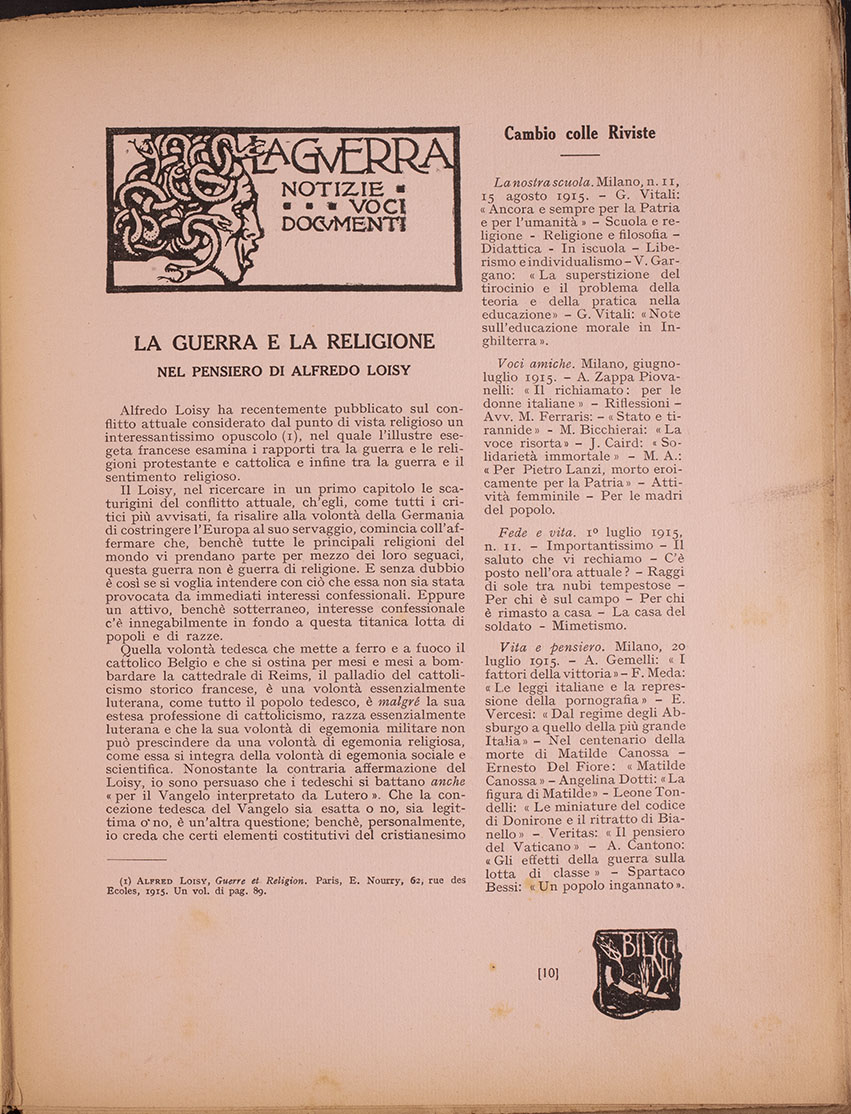 LA GVERRA
NOTIZIE
VOCI
DOCVMENTI
LA GUERRA E LA RELIGIONE
NEL PENSIERO DI ALFREDO LOISY
Alfredo Loisy ha recentemente pubblicato sul con-
flitto attuale considerato dal punto di vista religioso un
interessantissimo opuscolo (1), nel quale l'illustre ese-
geta francese esamina i rapporti tra la guerra e le reli-
gioni protestante e cattolica e infine tra la guerra e il
sentimento religioso.
Il Loisy, nel ricercare in un primo capitolo le sca-
turigini del conflitto attuale, ch'egli, come tutti i cri-
tici più avvisati, fa risalire alla volontà della Germania
di costringere l'Europa al suo servaggio, comincia coll'af-
fermare che, benchè tutte le principali religioni del
mondo vi prendano parte per mezzo dei loro seguaci,
questa guerra non è guerra di religione. E senza dubbio
è così se si voglia intendere con ciò che essa non sia stata
provocata da immediati interessi confessionali. Eppure
un attivo, benchè sotterraneo, interesse confessionale
c'è innegabilmente in fondo a questa titanica lotta di
popoli e di razze.
Quella volontà tedesca che mette a ferro e a fuoco il
cattolico Belgio e che si ostina per mesi e mesi a bom-
bardare la cattedrale di Reims, il palladio del cattoli-
cismo storico francese, è una volontà essenzialmente
luterana, come tutto il popolo tedesco, è malgré la sua
estesa professione di cattolicismo, razza essenzialmente
luterana e che la sua volontà di egemonia militare non
può prescindere da una volontà di egemonia religiosa,
come essa si integra della volontà di egemonia sociale e
scientifica. Nonostante la contraria affermazione del
Loisy, io sono persuaso che i tedeschi si battano anche
« per il Vangelo interpretato da Lutero ». Che la con-
cezione tedesca del Vangelo sia esatta o no, sia legit-
tima o no, è un'altra questione; benchè, personalmente,
io creda che certi elementi costitutivi del cristianesimo
(1) ALFRED LOISY, Guerre et Religion. Paris, E. Nourry, 62, rue des
Ecoles, 1915. Un vol. di pag. 89.
Cambio colle Riviste
La nostra scuola. Milano, n. 11,
15 agosto 1915. – G. Vitali:
« Ancora e sempre per la Patria
e per l'umanità » – Scuola e re-
ligione - Religione e filosofia –
Didattica - In iscuola – Libe-
rismo e individualismo – V. Gar-
gano: « La superstizione del
tirocinio e il problema della
teoria e della pratica nella
educazione» – G. Vitali: « Note
sull'educazione morale in In-
ghilterra ».
Voci amiche. Milano, giugno-
luglio 1915. – A. Zappa Piova-
nelli: « Il richiamato: per le
donne italiane » – Riflessioni –
Avv. M. Ferraris: – « Stato e ti-
rannide » - M. Bicchierai: « La
voce risorta » – J. Caird: « So-
lidarietà immortale » – M. A.:
« Per Pietro Lanzi, morto eroi-
camente per la Patria » – Atti-
vità femminile – Per le madri
del popolo.
Fede e vita. 1º luglio 1915,
n. 11. – Importantissimo – Il
saluto che vi rechiamo – C'è
posto nell'ora attuale? – Raggi
di sole tra nubi tempestose –
Per chi è sul campo – Per chi
è rimasto a casa – La casa del
soldato - Mimetismo.
Vita e pensiero. Milano, 20
luglio 1915. – A. Gemelli: « I
fattori della vittoria » – F. Meda:
« Le leggi italiane e la repres-
sione della pornografia » – E.
Vercesi: « Dal regime degli Ab-
sburgo a quello della più grande
Italia » – Nel centenario della
morte di Matilde Canossa –
Ernesto Del Fiore: « Matilde
Canossa » – Angelina Dotti: « La
figura di Matilde » – Leone Ton-
delli: « Le miniature del codice
di Donirone e il ritratto di Bia-
nello » – Veritas: « Il pensiero
del Vaticano » – A. Cantono:
« Gli effetti della guerra sulla
lotta di classe » – Spartaco
Bessi: « Un popolo ingannato ».
[10]
BILYCHNIS